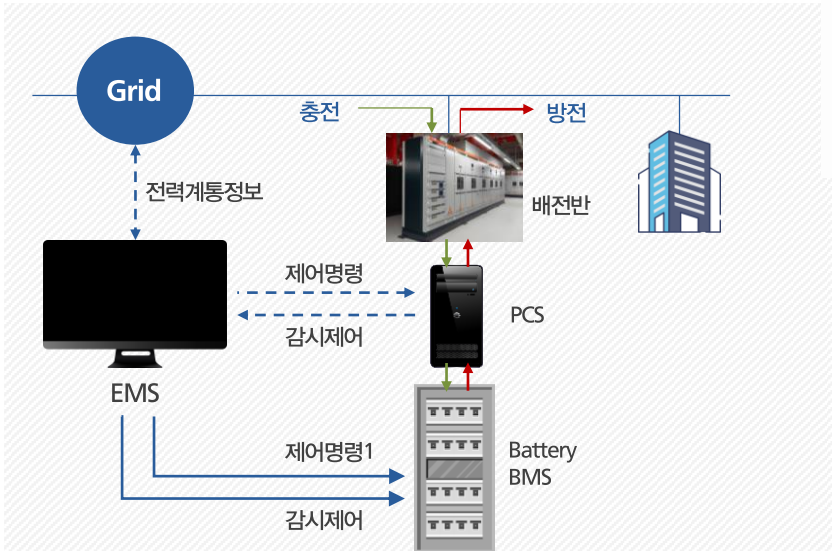 Grid
충전
방전
전력계통정보
배전반
제어명령
감시제어
PCS
EMS
제어명령1
감시제어
Battery
BMS